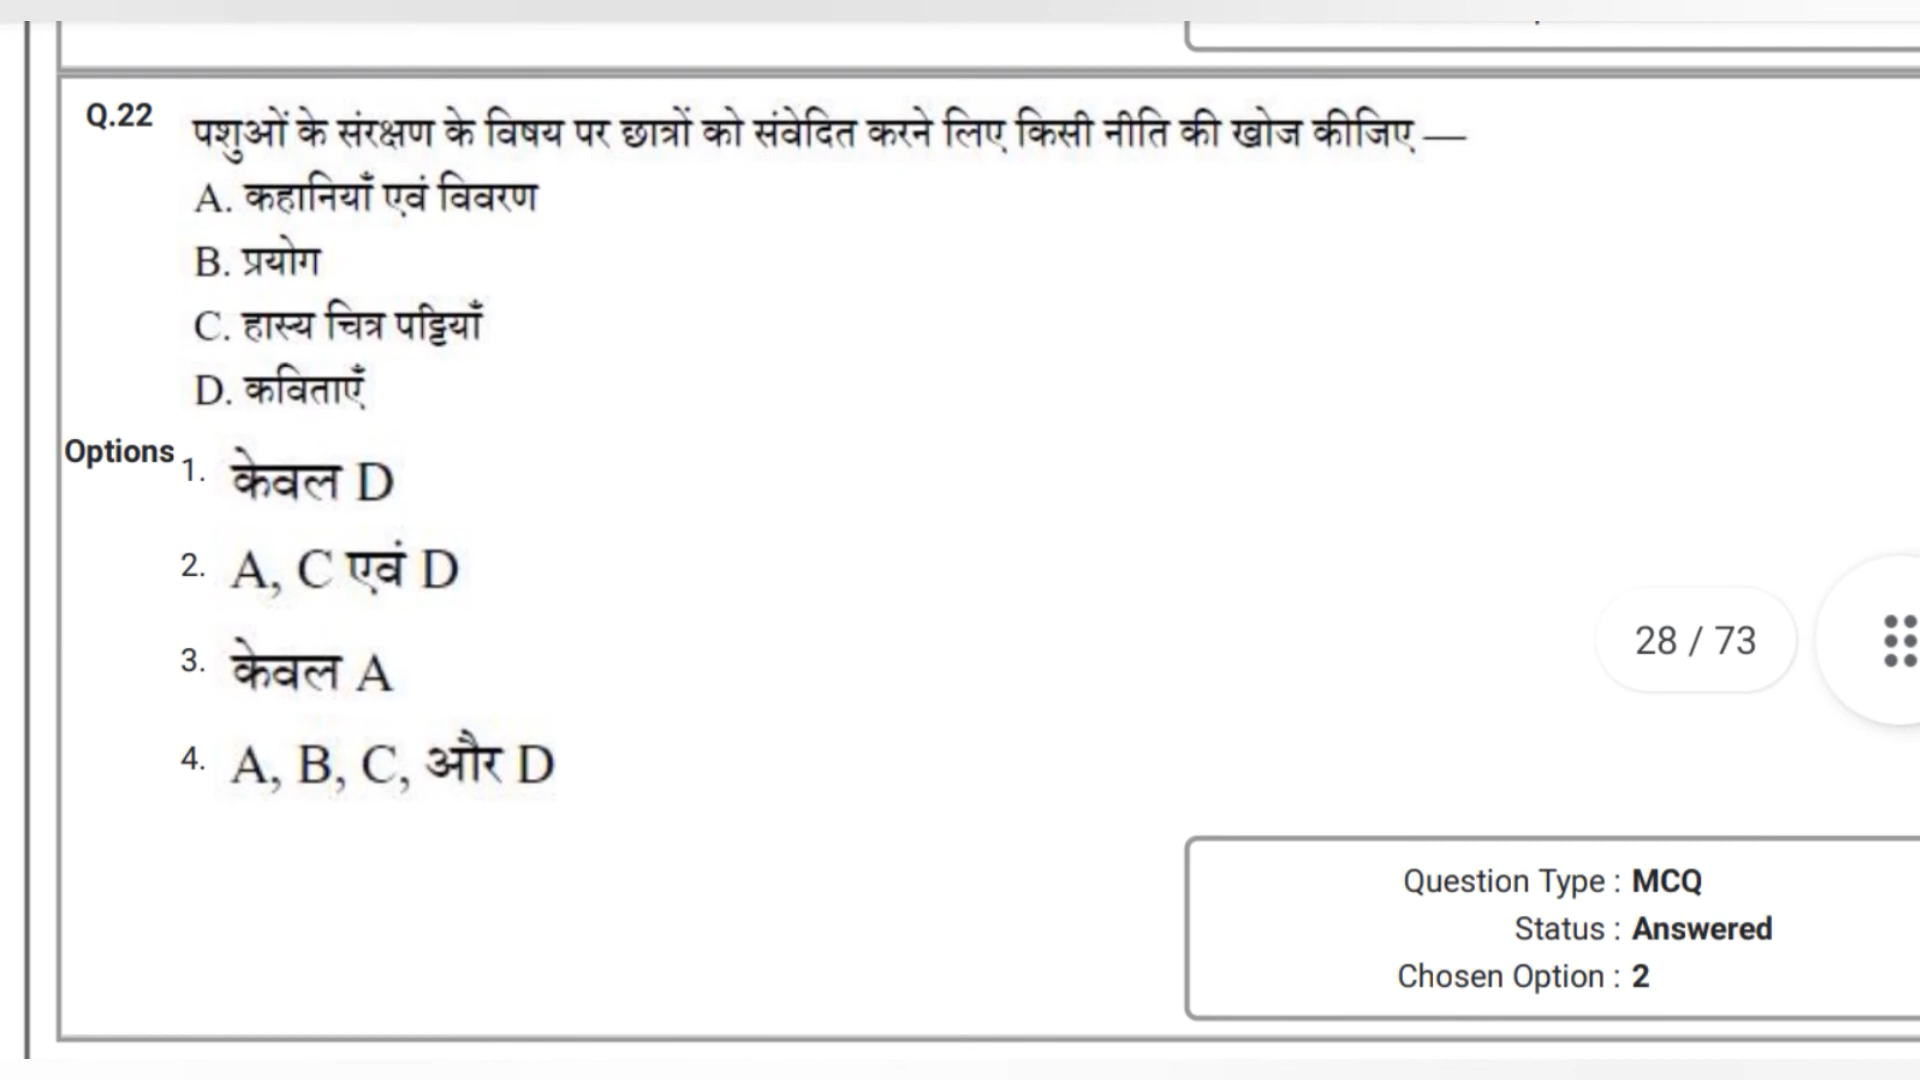 Q.22 पशुओं के संरक्षण के विषय पर छात्रों को संवेदित करने लिए किसी नीति की खोज कीजिए —
A. कहानियाँ एवं विवरण
B. प्रयोग
C. हास्य चित्र पट्टियाँ
D. कविताएँ
Options 1. केवल D
2. A, C एवं D
3. केवल A
4. A, B, C, और D
28 / 73
Question Type : MCQ
Status : Answered
Chosen Option : 2